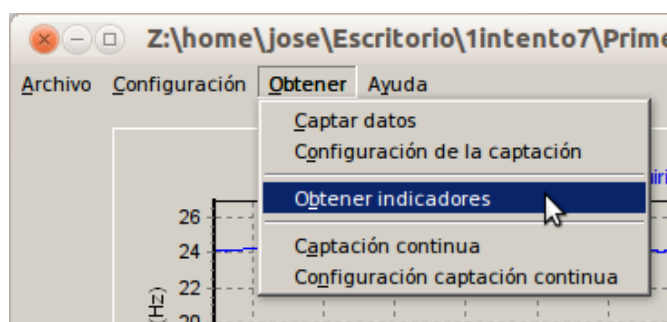 Z:\home\jose\Escritorio\1intento7\Prime
Archivo Configuración Obtener Ayuda
Captar datos
Configuración de la captación
Obtener indicadores
Captación continua
Configuración captación continua
26
24
22
20
(Hz)